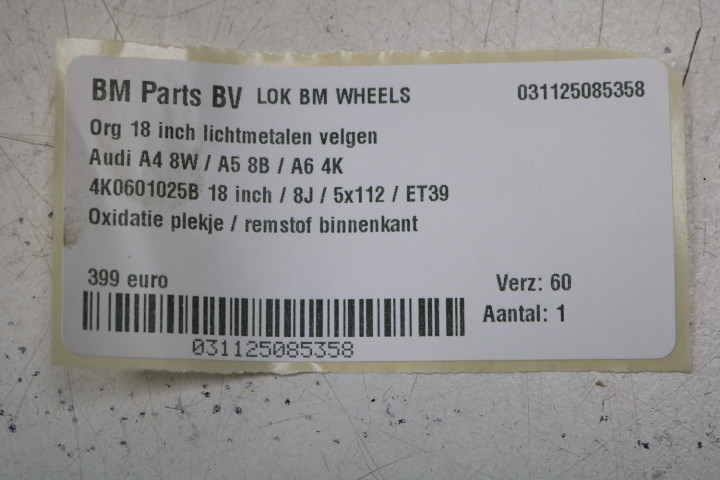 BM Parts BV LOK BM WHEELS 031125085358
Org 18 inch lichtmetalen velgen
Audi A4 8W / A5 8B / A6 4K
4K0601025B 18 inch / 8J / 5x112 / ET39
Oxidatie plekje / remstof binnenkant
399 euro Verz: 60
Aantal: 1
031125085358